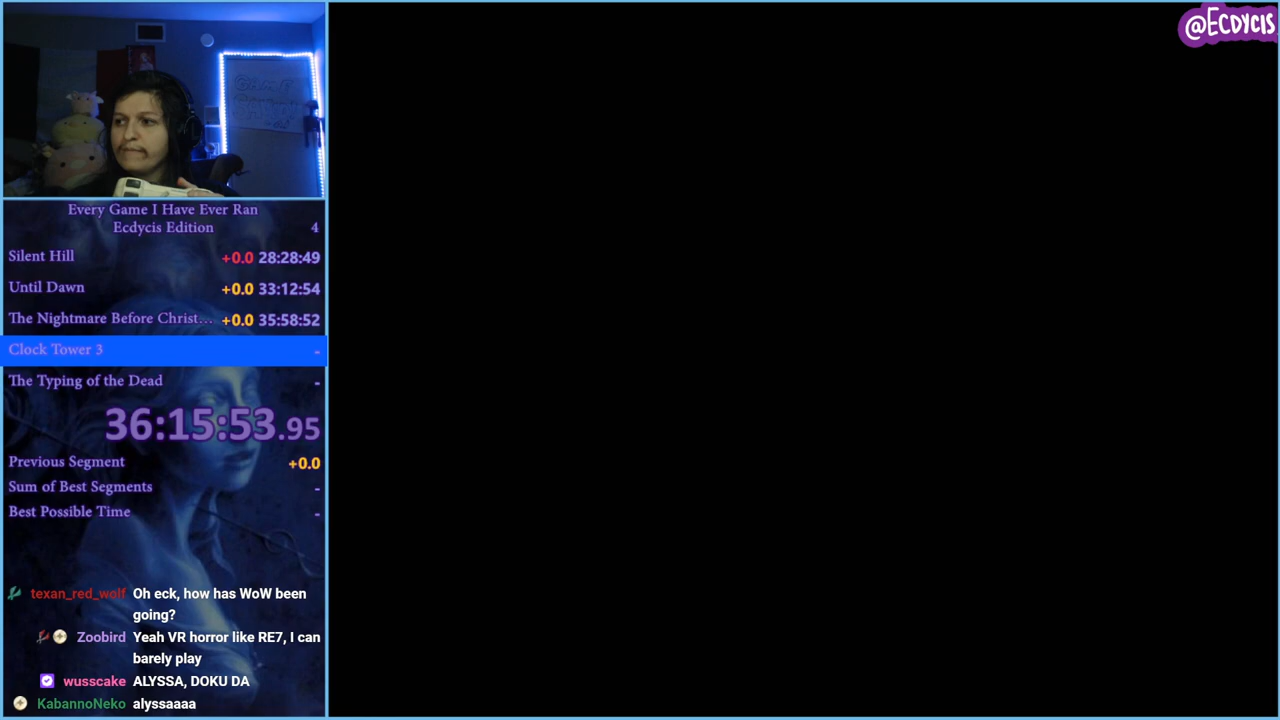 @ECDYCIS
Every Game I Have Ever Ran
Ecdycis Edition 4
Silent Hill +0.0 28:28:49
Until Dawn +0.0 33:12:54
The Nightmare Before Christ... +0.0 35:58:52
Clock Tower 3 -
The Typing of the Dead -
36:15:53.95
Previous Segment +0.0
Sum of Best Segments -
Best Possible Time -
texan_red_wolf Oh eck, how has WoW been
going?
Zoobird Yeah VR horror like RE7, I can
barely play
wusscake ALYSSA, DOKU DA
KabannoNeko alyssaaaa